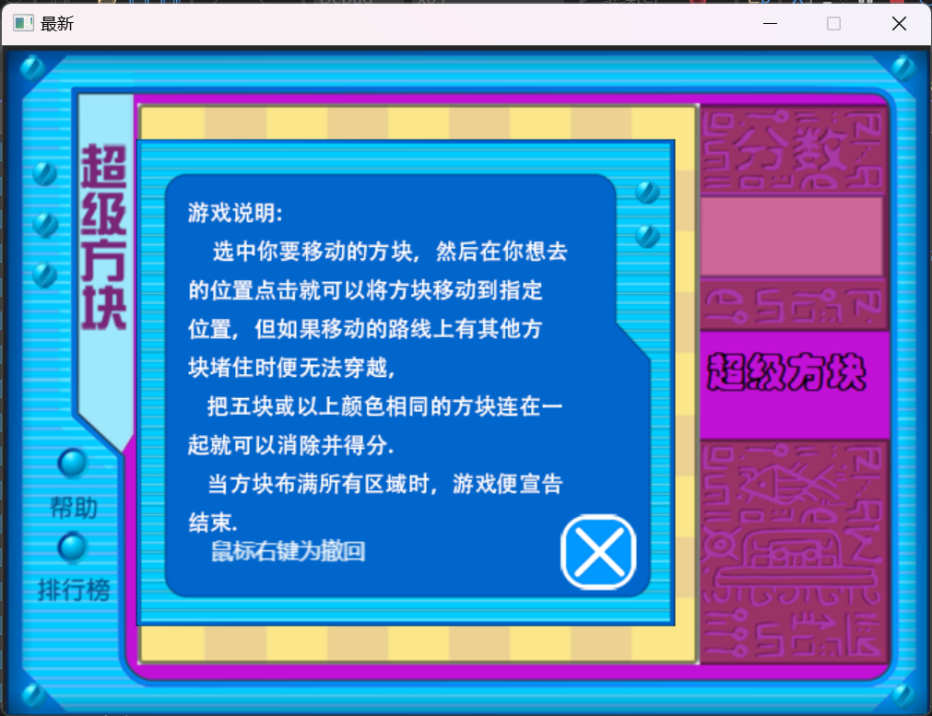 最新
超级方块
分数
游戏说明:
选中你要移动的方块，然后在你想去
的位置点击就可以将方块移动到指定
位置，但如果移动的路线上有其他方
块堵住时便无法穿越，
把五块或以上颜色相同的方块连在一
起就可以消除并得分.
当方块布满所有区域时，游戏便宣告
结束.
鼠标右键为撤回
超级方块
帮助
排行榜